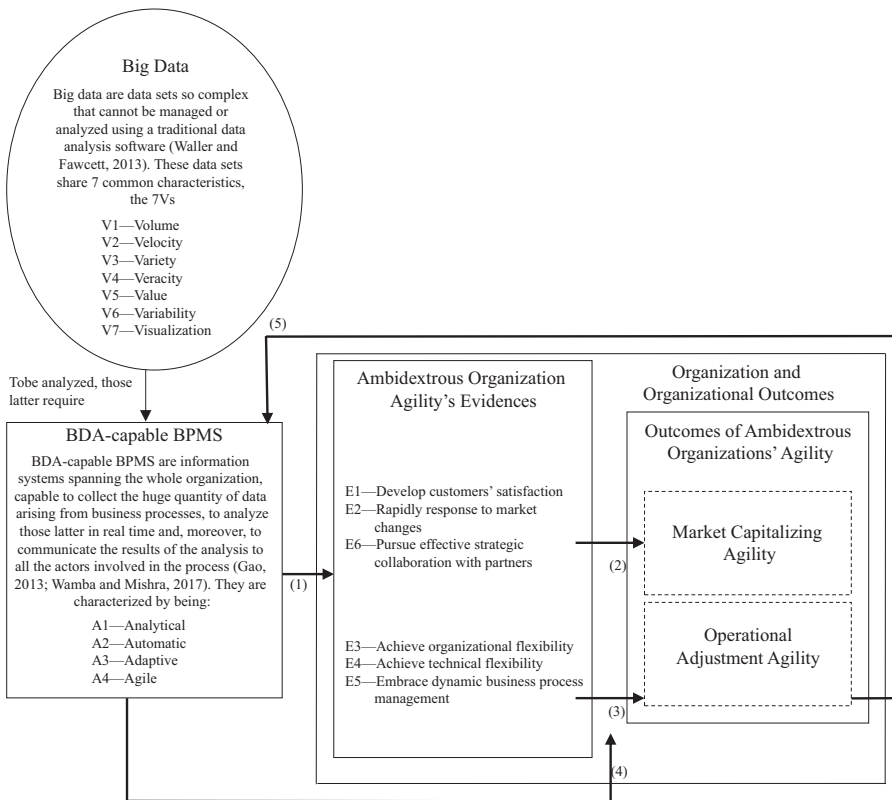 Big Data
Big data are data sets so complex
that cannot be managed or
analyzed using a traditional data
analysis software (Waller and
Fawcett, 2013). These data sets
share 7 common characteristics,
the 7Vs
V1—Volume
V2—Velocity
V3—Variety
V4—Veracity
V5—Value
V6—Variability
V7—Visualization
(5)
Tobe analyzed, those
latter require
BDA-capable BPMS
BDA-capable BPMS are information
systems spanning the whole organization,
capable to collect the huge quantity of data
arising from business processes, to analyze
those latter in real time and, moreover, to
communicate the results of the analysis to
all the actors involved in the process (Gao,
2013; Wamba and Mishra, 2017). They are
characterized by being:
A1—Analytical
A2—Automatic
A3—Adaptive
A4—Agile
(1)
Ambidextrous Organization
Agility’s Evidences
E1—Develop customers’ satisfaction
E2—Rapidly response to market
changes
E6—Pursue effective strategic
collaboration with partners
E3—Achieve organizational flexibility
E4—Achieve technical flexibility
E5—Embrace dynamic business process
management
(2)
(3)
(4)
Organization and
Organizational Outcomes
Outcomes of Ambidextrous
Organizations’ Agility
Market Capitalizing
Agility
Operational
Adjustment Agility